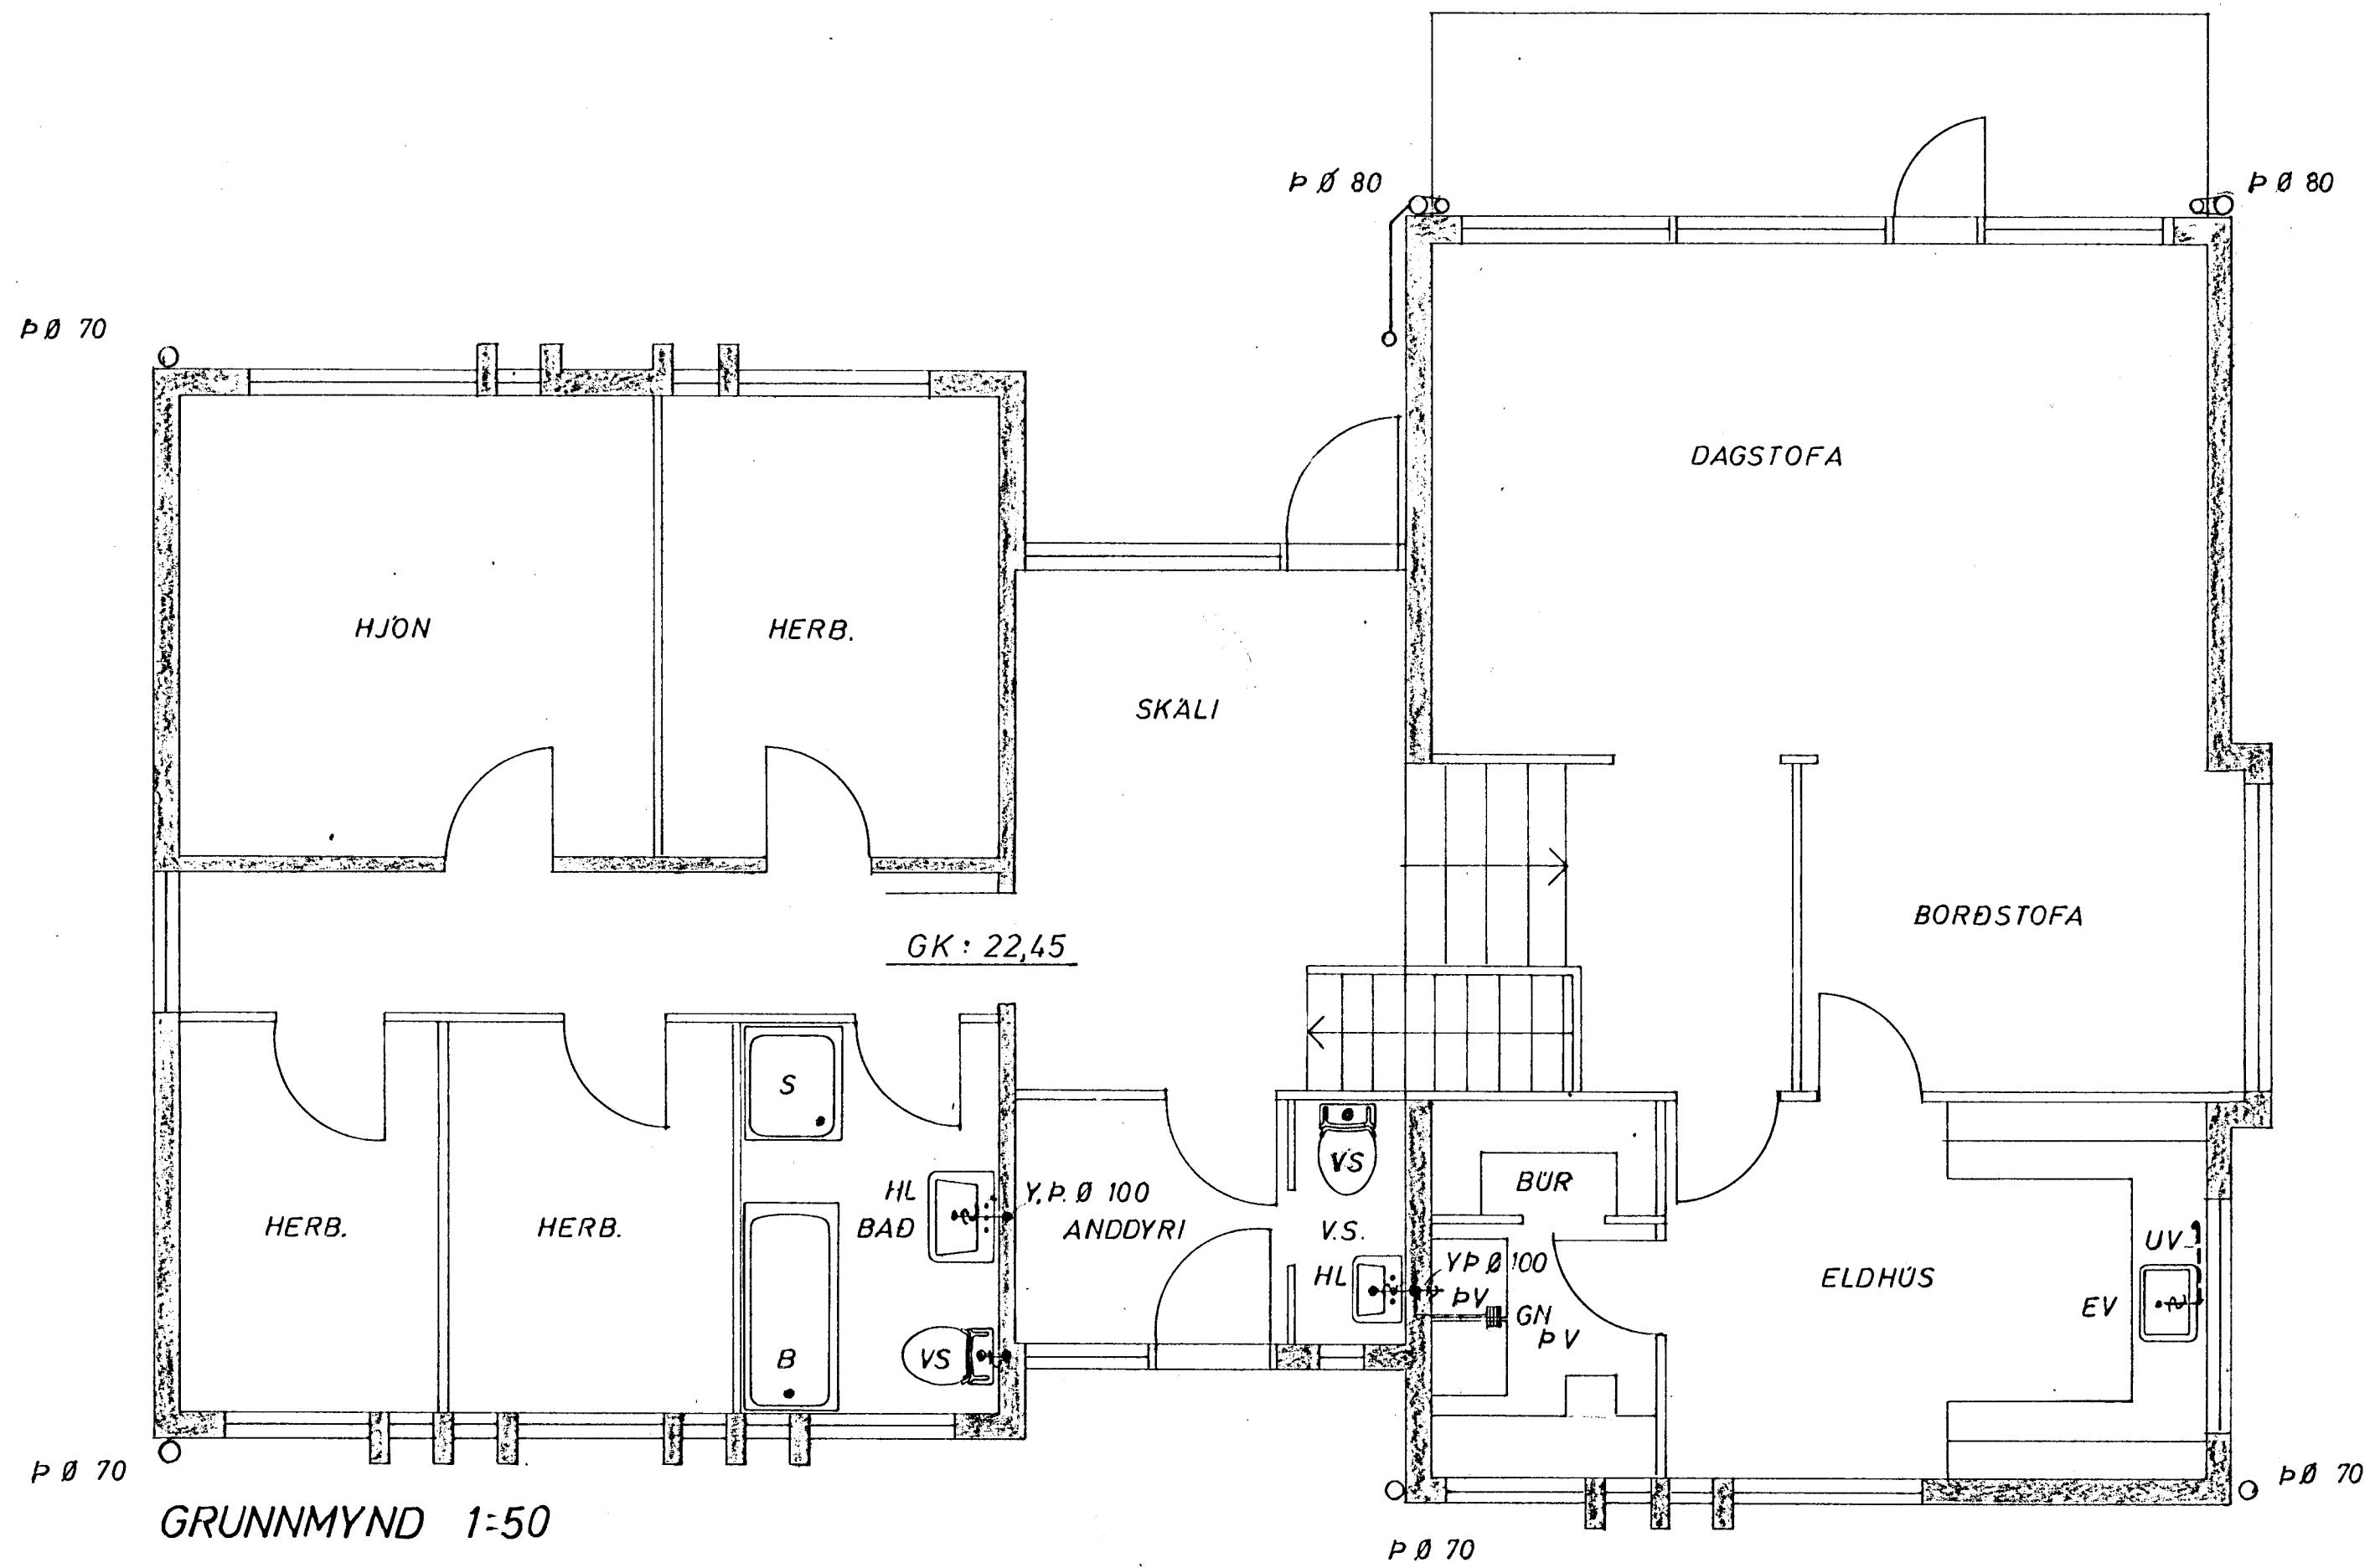 Þ Ø 80
Þ Ø 80
Þ Ø 70
DAGSTOFA
HJÓN
HERB.
SKÁLI
BORÐSTOFA
GK: 22,45
S
VS
BÚR
HL
Y.Þ. Ø 100
HERB.
HERB.
BAÐ
ANDDYRI
V.S.
UV
HL
YÞ Ø 100
ELDHÚS
ÞV
EV
GN
ÞV
B
VS
Þ Ø 70
Þ Ø 70
GRUNNMYND 1:50
Þ Ø 70